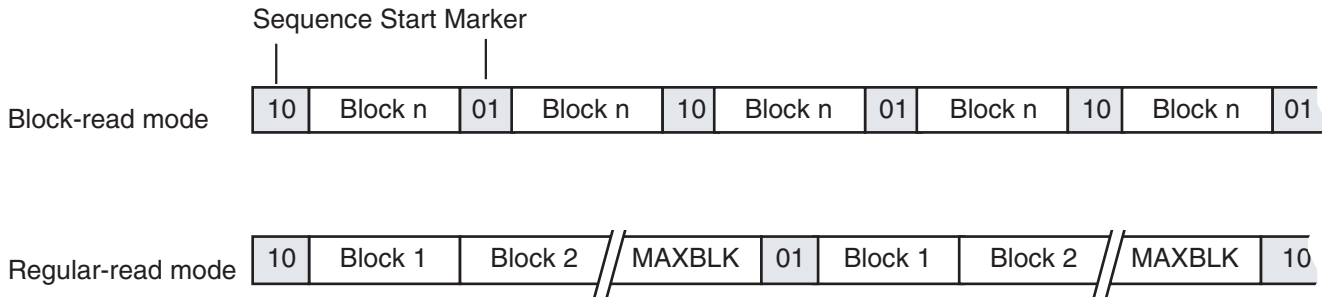 Sequence Start Marker
Block-read mode 10 Block n 01 Block n 10 Block n 01 Block n 10 Block n 01
Regular-read mode 10 Block 1 Block 2 MAXBLK 01 Block 1 Block 2 MAXBLK 10